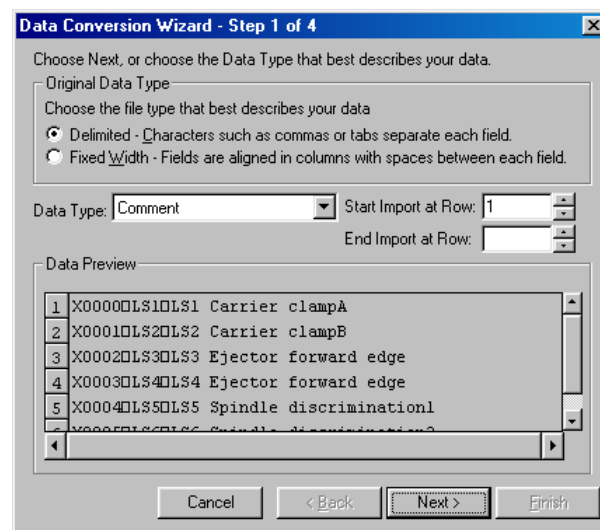 Data Conversion Wizard - Step 1 of 4
Choose Next, or choose the Data Type that best describes your data.
Original Data Type
Choose the file type that best describes your data
Delimited - Characters such as commas or tabs separate each field.
Fixed Width - Fields are aligned in columns with spaces between each field.
Data Type: Comment Start Import at Row: 1
End Import at Row:
Data Preview
1 X0000□LS1□LS1 Carrier clampA
2 X0001□LS2□LS2 Carrier clampB
3 X0002□LS3□LS3 Ejector forward edge
4 X0003□LS4□LS4 Ejector forward edge
5 X0004□LS5□LS5 Spindle discrimination1
Cancel < Back Next > Finish